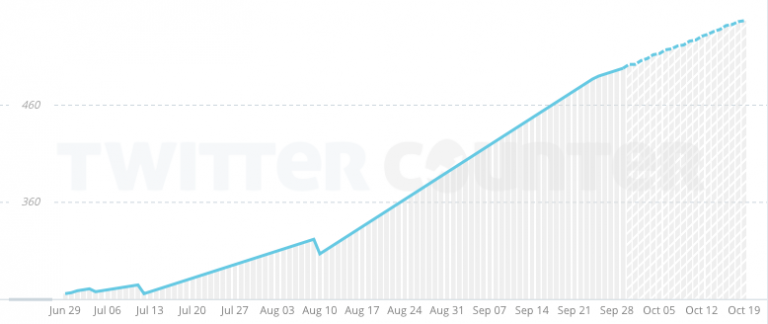 460
TWITTER COUNTER
360
Jun 29 Jul 06 Jul 13 Jul 20 Jul 27 Aug 03 Aug 10 Aug 17 Aug 24 Aug 31 Sep 07 Sep 14 Sep 21 Sep 28 Oct 05 Oct 12 Oct 19